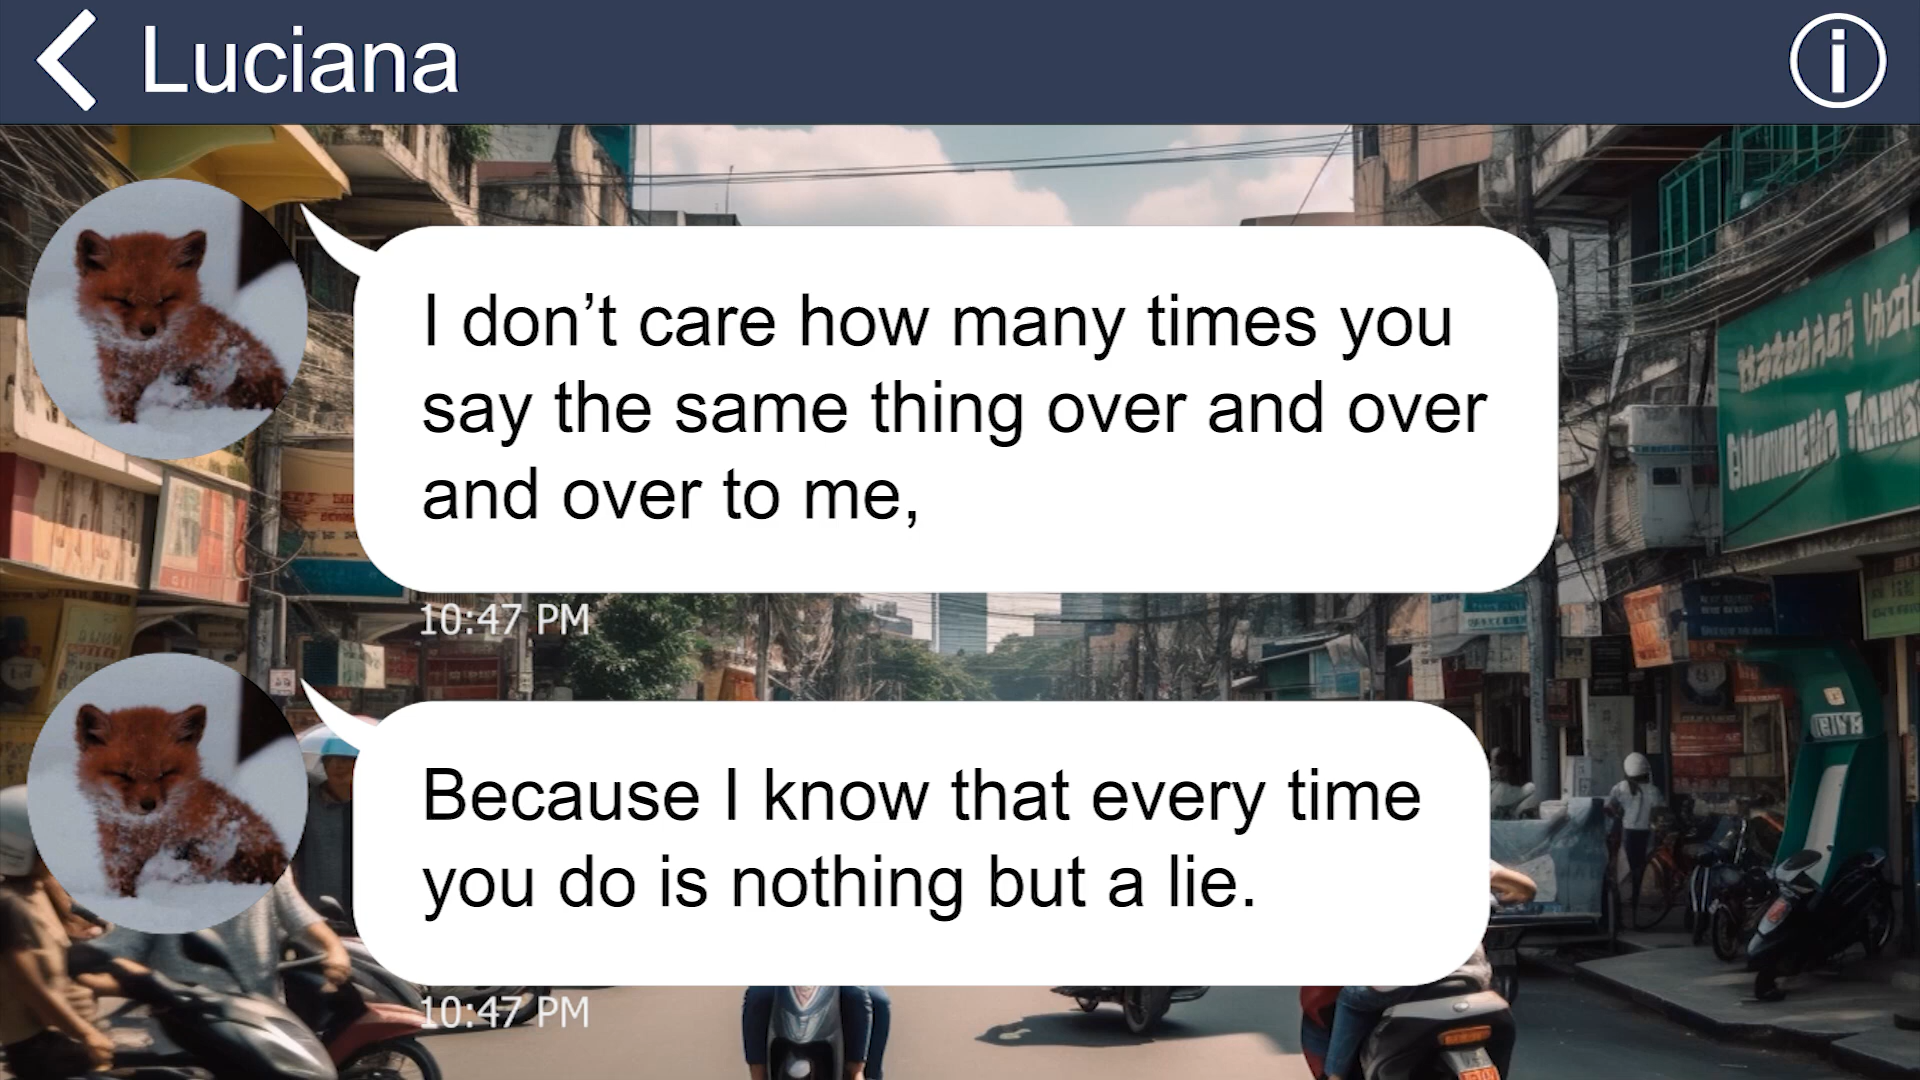 Luciana
I don’t care how many times you
say the same thing over and over
and over to me,
10:47 PM
Because I know that every time
you do is nothing but a lie.
10:47 PM